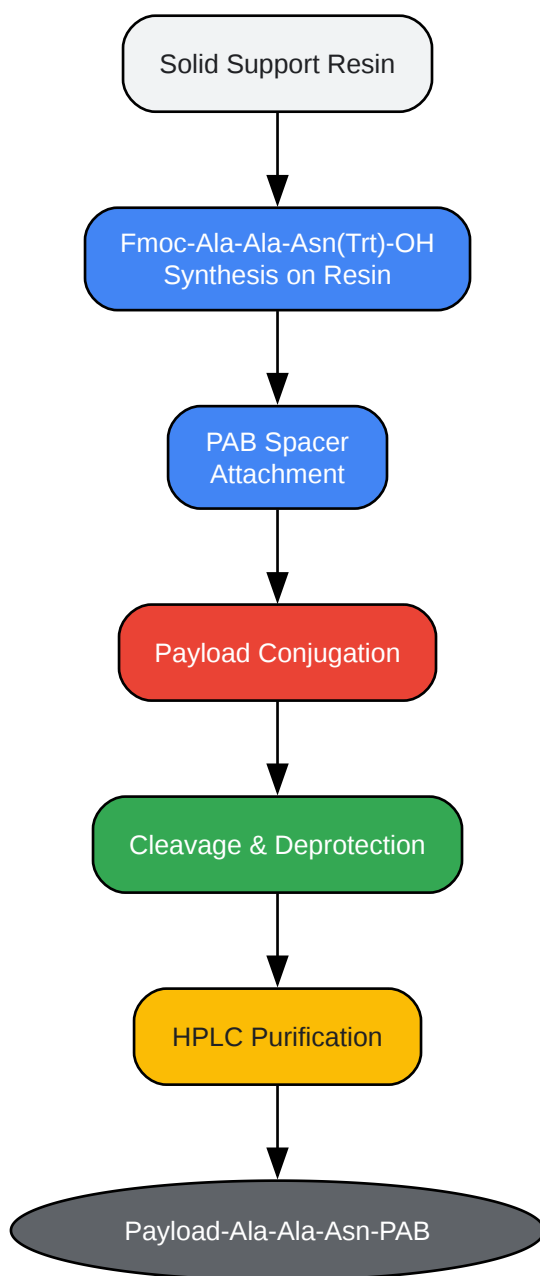 Solid Support Resin
Fmoc-Ala-Ala-Asn(Trt)-OH
Synthesis on Resin
PAB Spacer
Attachment
Payload Conjugation
Cleavage & Deprotection
HPLC Purification
Payload-Ala-Ala-Asn-PAB